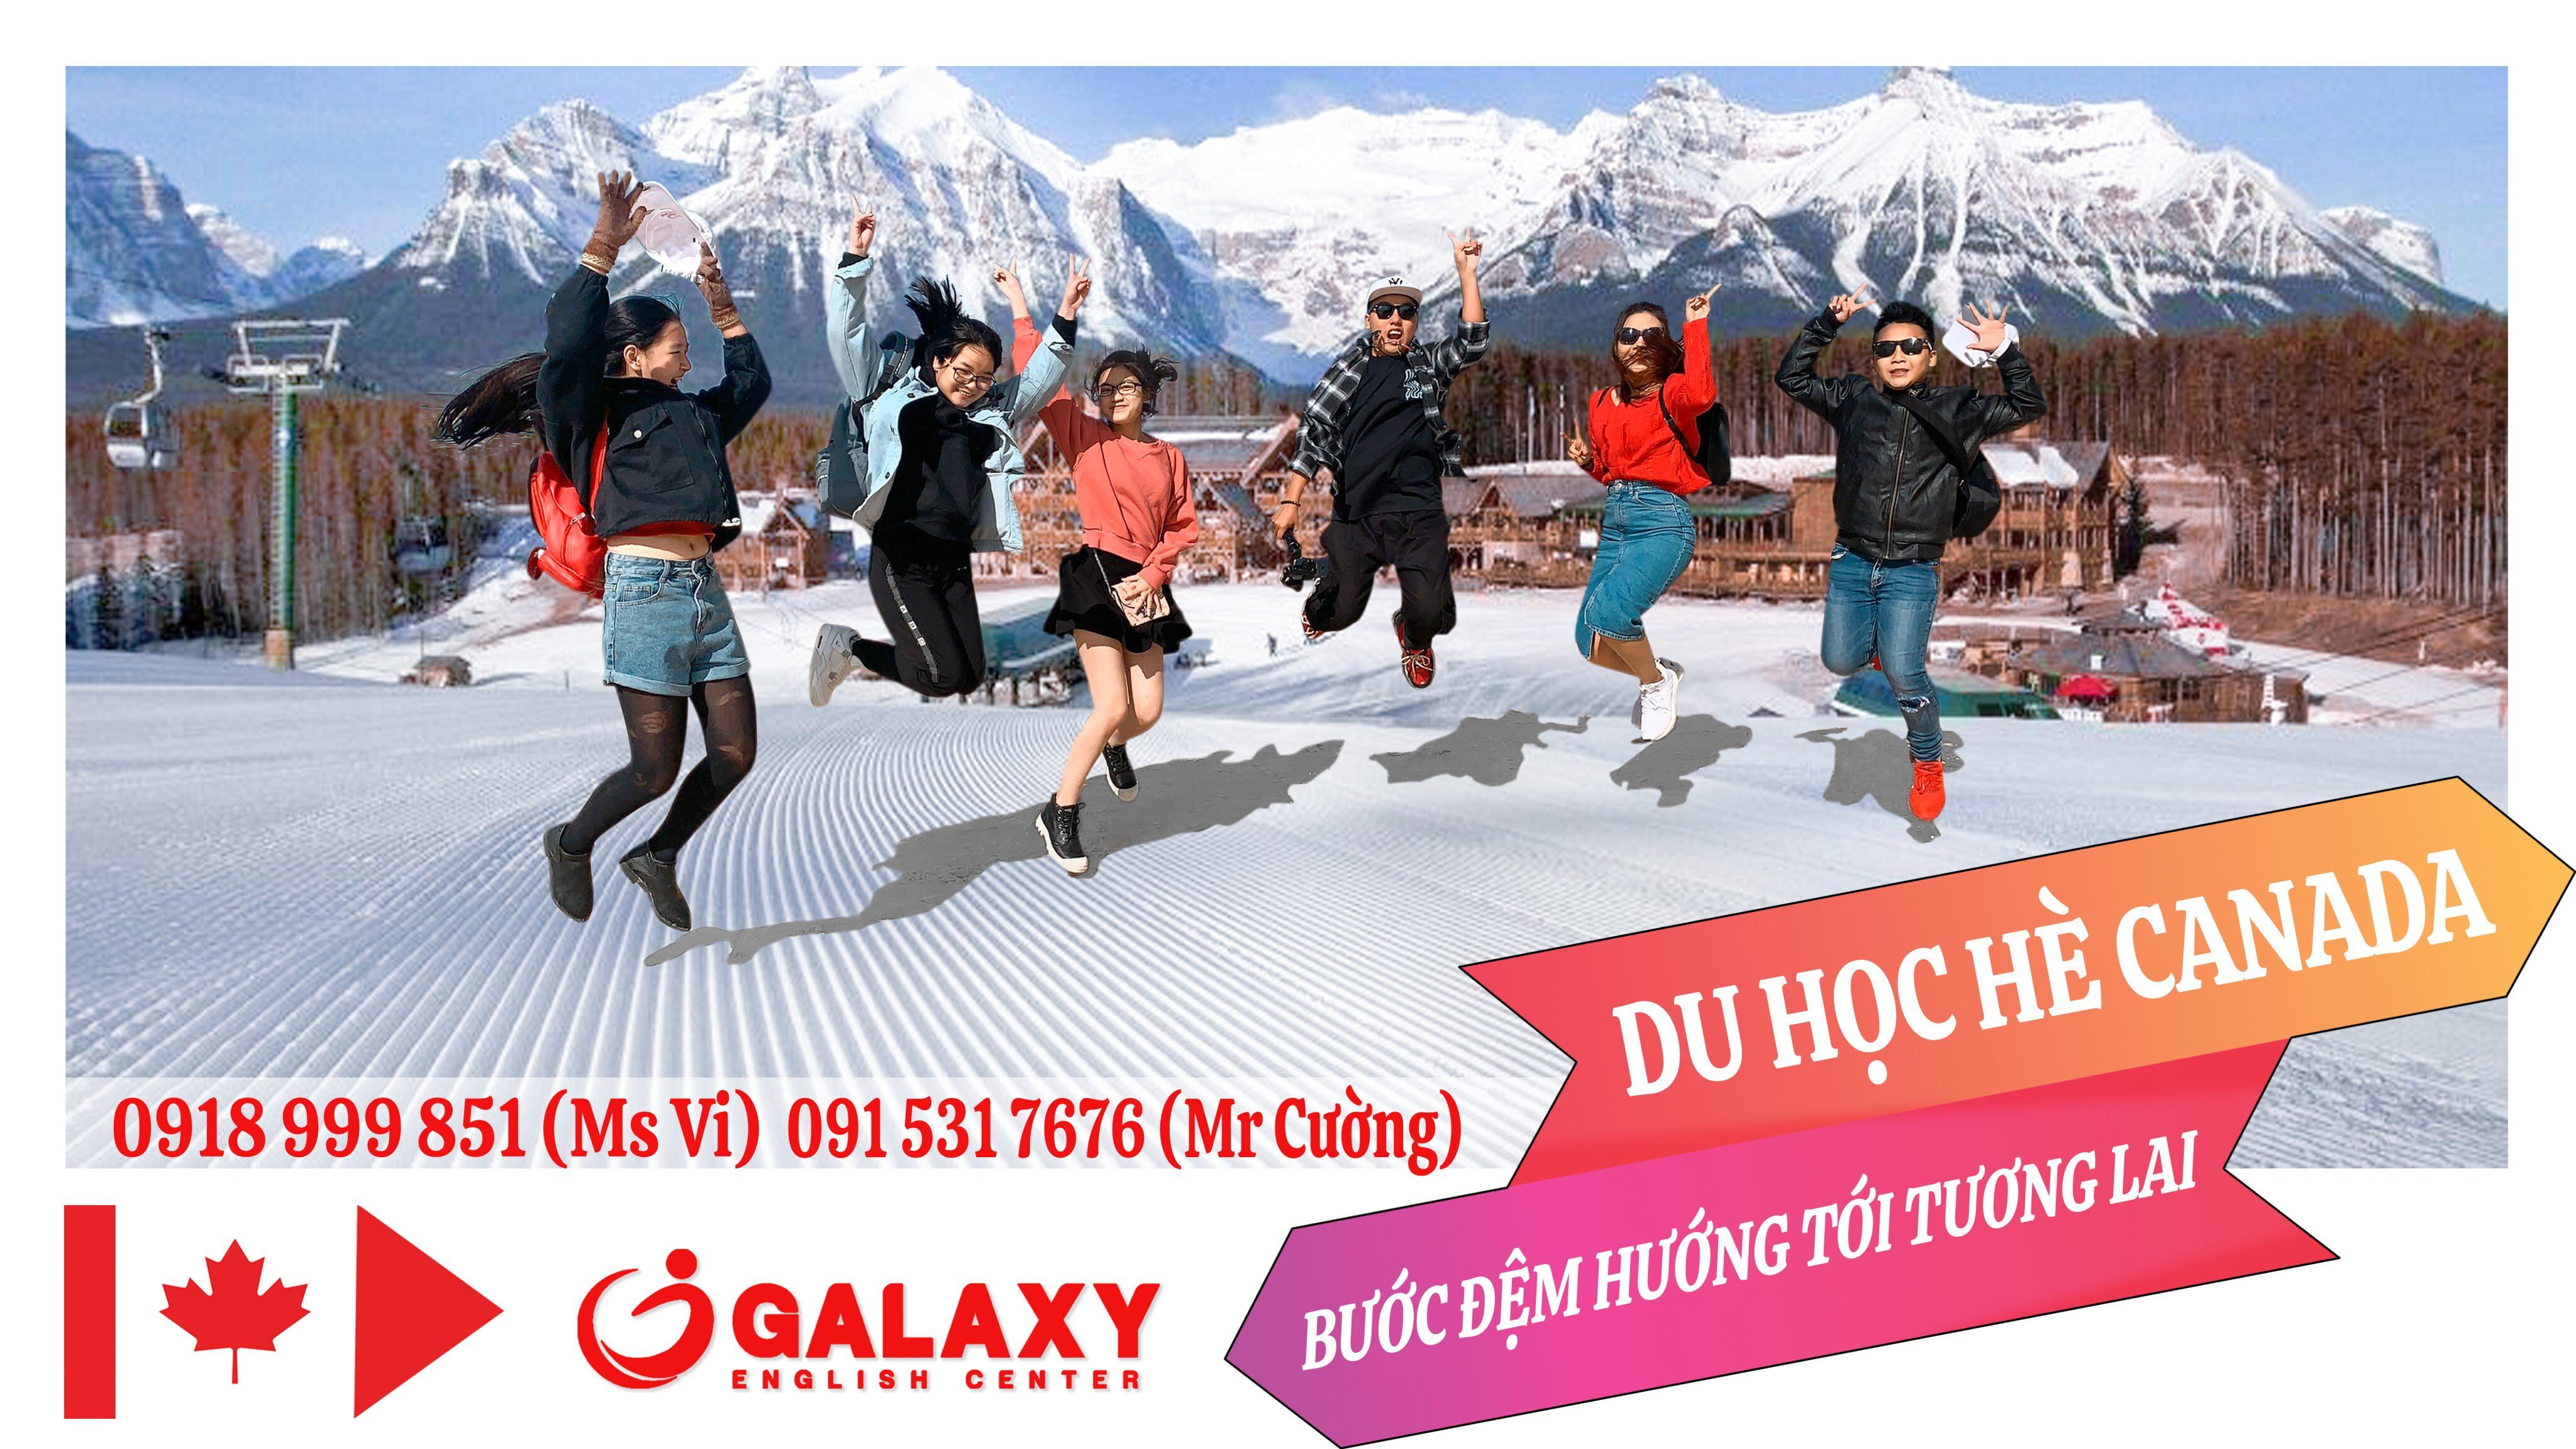 DU HỌC HÈ CANADA
0918 999 851 (Ms Vi) 091 531 7676 (Mr Cường)
BƯỚC ĐỆM HƯỚNG TỚI TƯƠNG LAI
GALAXY
ENGLISH CENTER